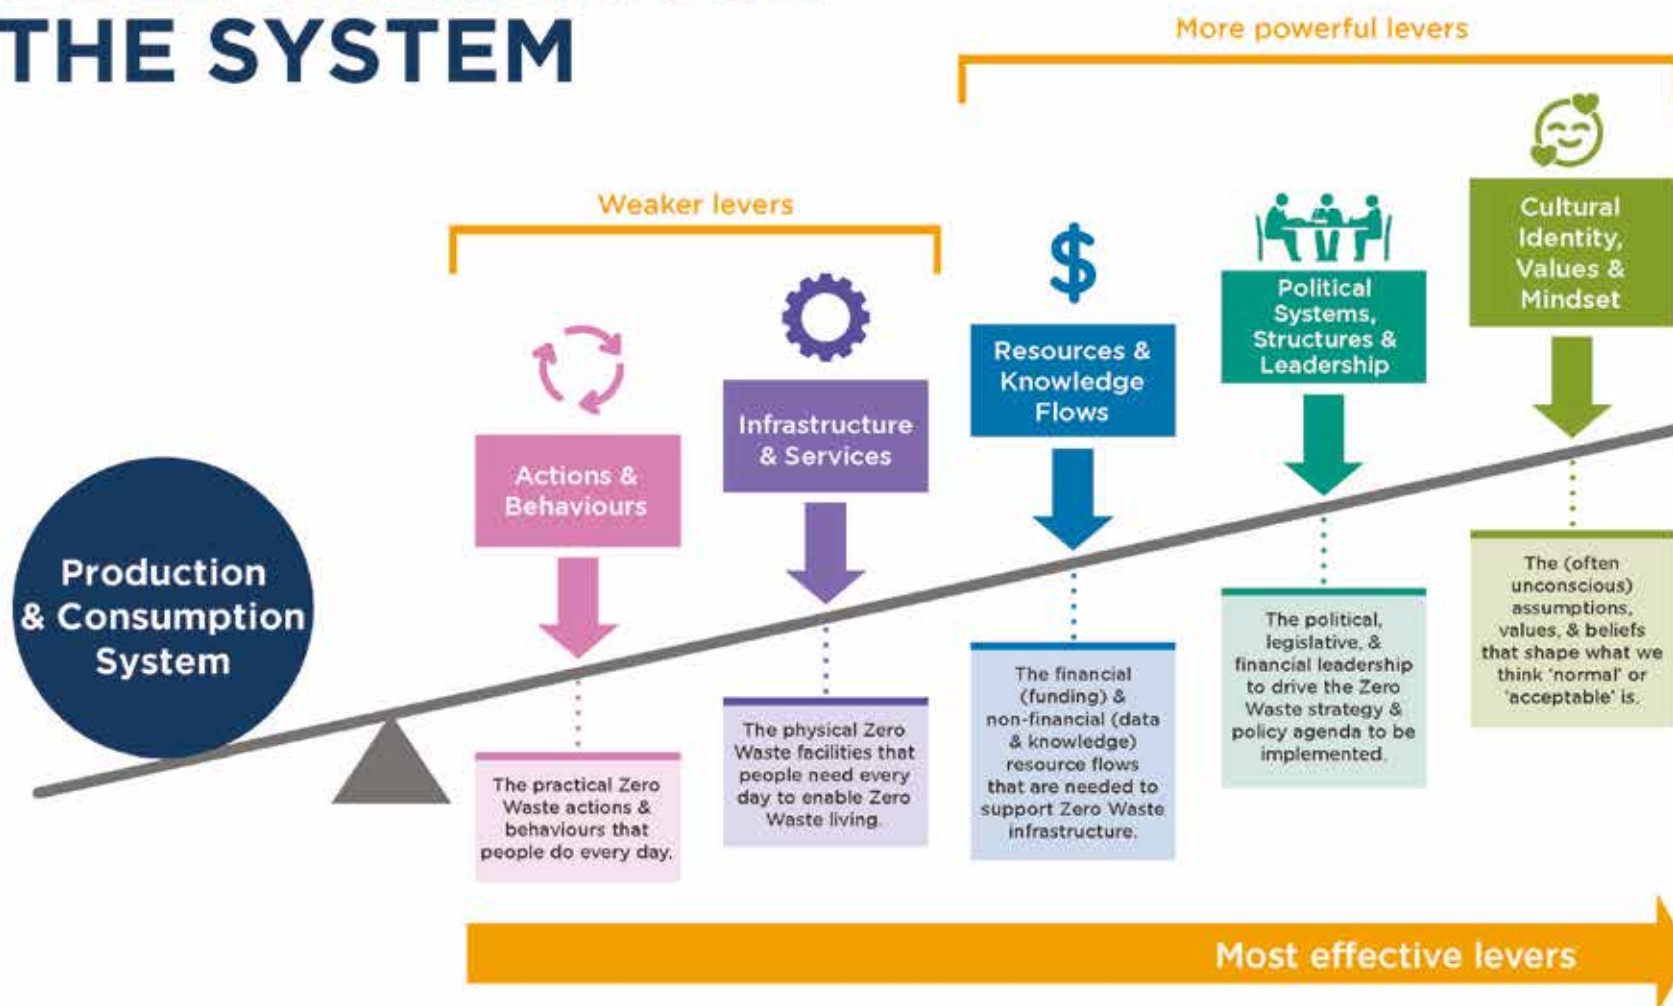 THE SYSTEM
More powerful levers
Weaker levers
$
Cultural
Identity,
Values &
Mindset
Political
Systems,
Structures &
Leadership
Resources &
Knowledge
Flows
Infrastructure
& Services
Actions &
Behaviours
Production
& Consumption
System
The practical Zero
Waste actions &
behaviours that
people do every day.
The physical Zero
Waste facilities that
people need every
day to enable Zero
Waste living.
The financial
(funding) &
non-financial (data
& knowledge)
resource flows
that are needed to
support Zero Waste
infrastructure.
The political,
legislative, &
financial leadership
to drive the Zero
Waste strategy &
policy agenda to be
implemented.
The (often
unconscious)
assumptions,
values, & beliefs
that shape what we
think 'normal' or
'acceptable' is.
Most effective levers